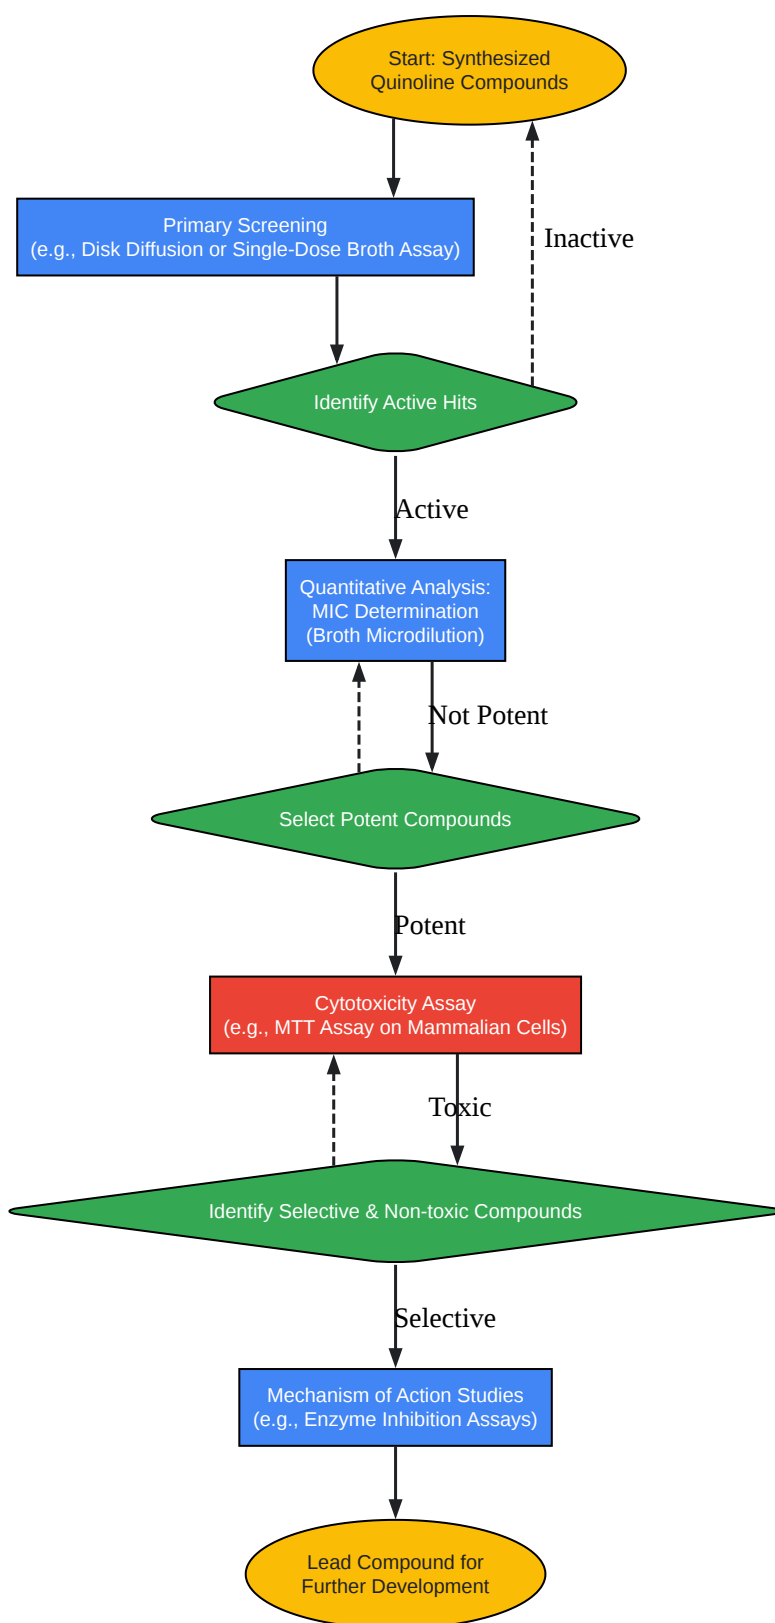 Start: Synthesized
Quinoline Compounds
Primary Screening
(e.g., Disk Diffusion or Single-Dose Broth Assay)
Inactive
Identify Active Hits
Active
Quantitative Analysis:
MIC Determination
(Broth Microdilution)
Not Potent
Select Potent Compounds
Potent
Cytotoxicity Assay
(e.g., MTT Assay on Mammalian Cells)
Toxic
Identify Selective & Non-toxic Compounds
Selective
Mechanism of Action Studies
(e.g., Enzyme Inhibition Assays)
Lead Compound for
Further Development